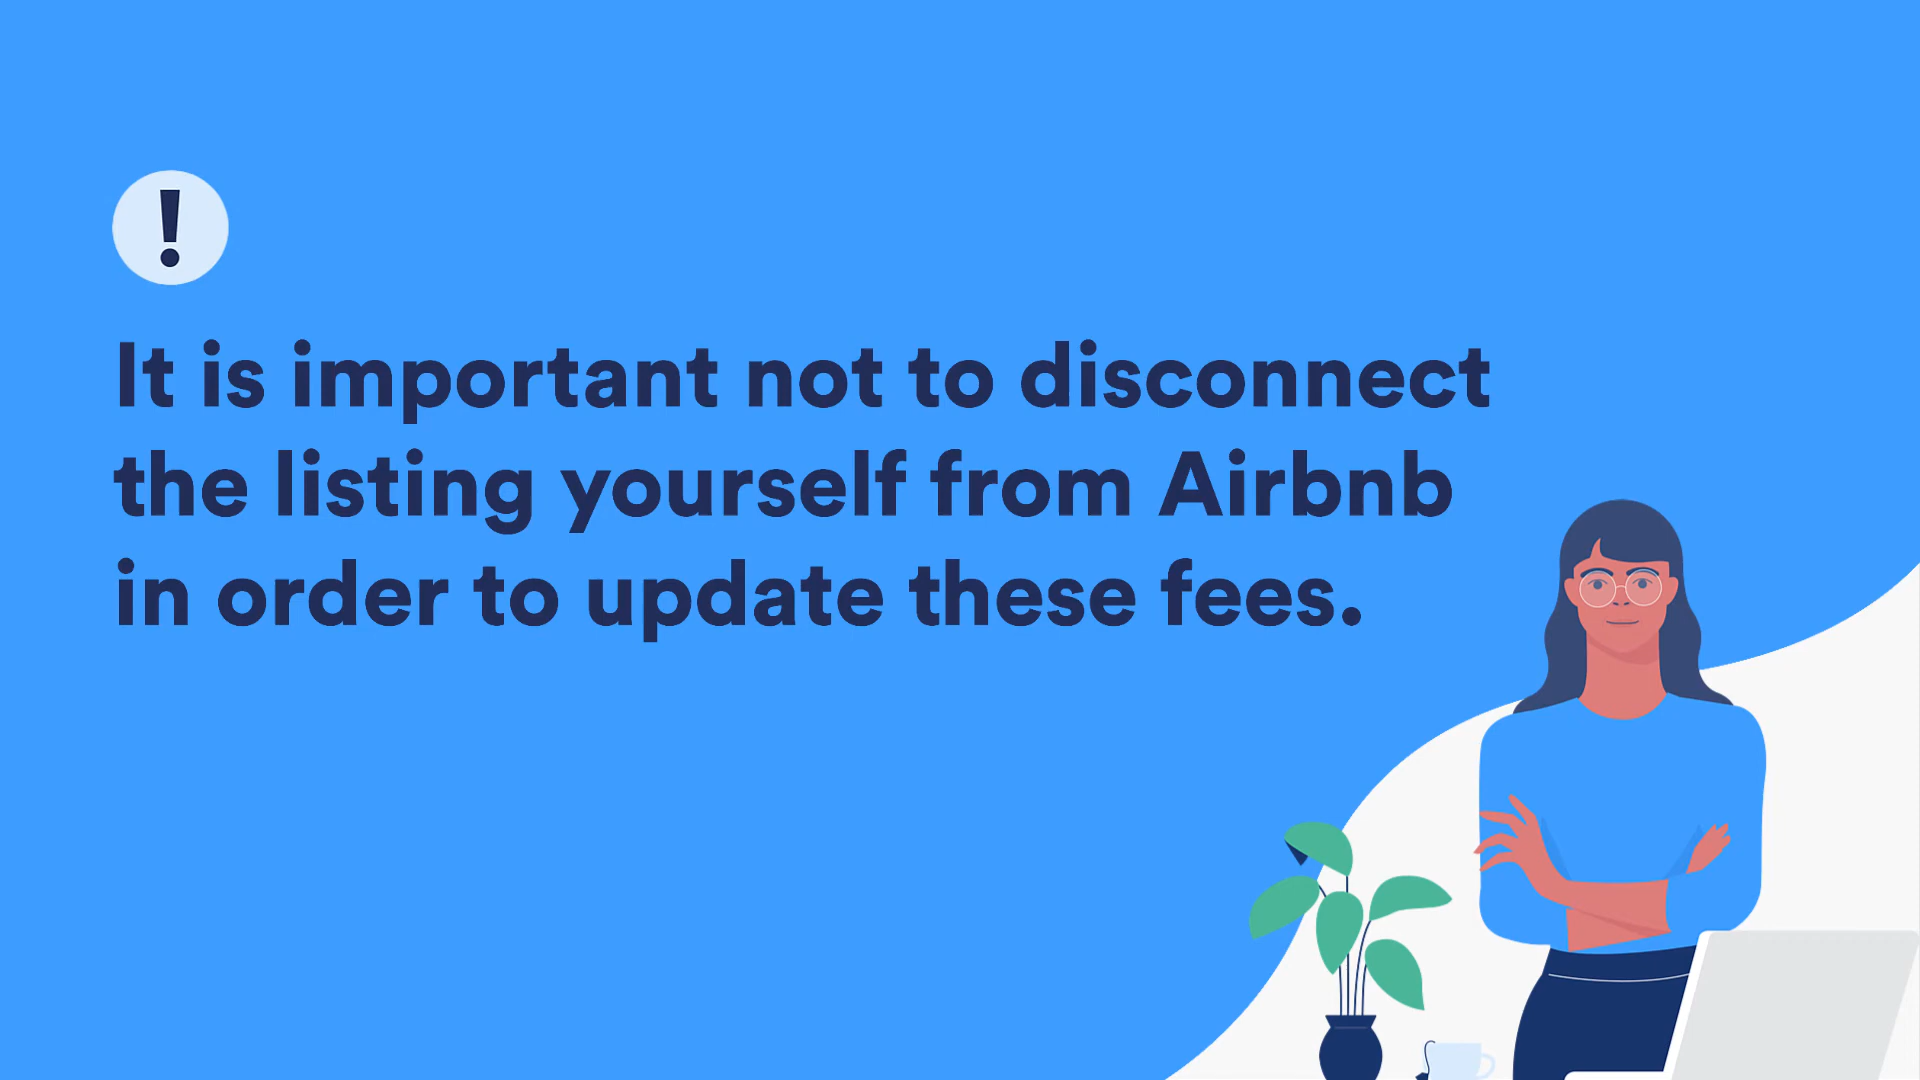 !
It is important not to disconnect
the listing yourself from Airbnb
in order to update these fees.